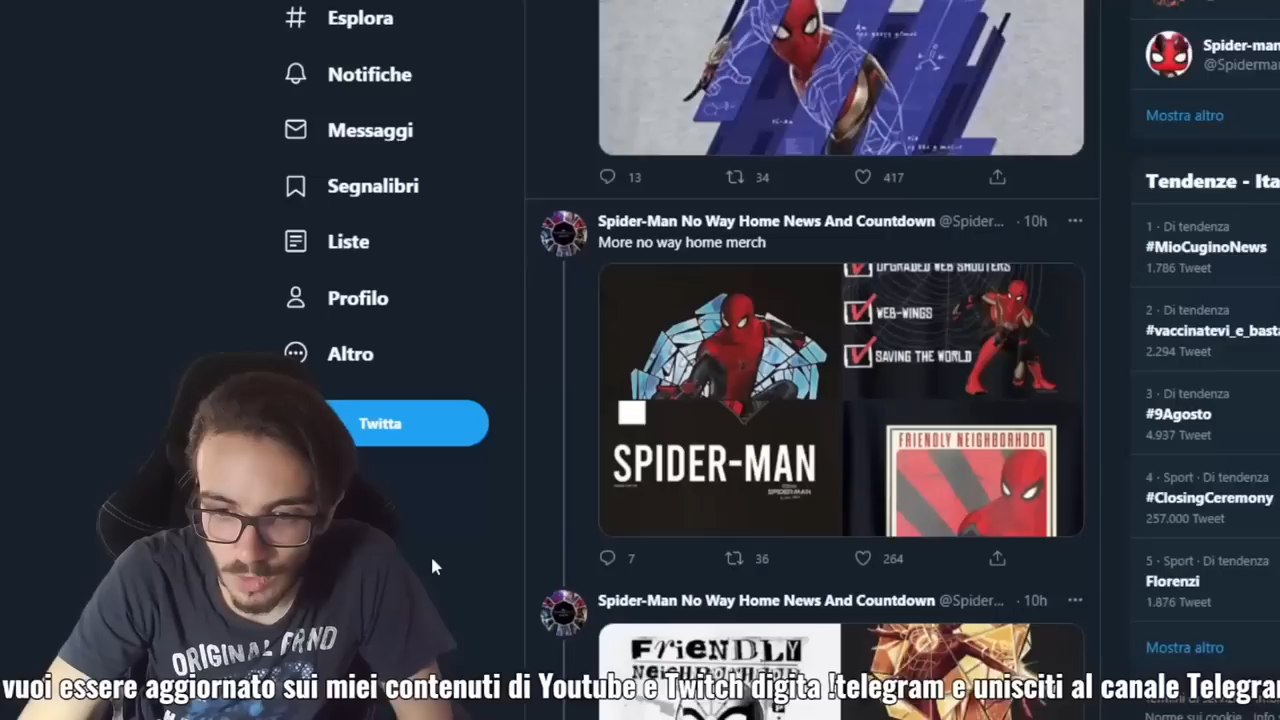 Esplora
Notifiche
Messaggi
Segnalibri
Liste
Profilo
Altro
Twitta
13
34
417
Spider-Man No Way Home News And Countdown @Spider... · 10h
More no way home merch
UPGRADED WEB SHOOTERS
WEB-WINGS
SAVING THE WORLD
SPIDER-MAN
SPIDER-MAN
FRIENDLY NEIGHBORHOOD
7
36
264
Spider-Man No Way Home News And Countdown @Spider... · 10h
FRiENDLY
Spider-man
@Spiderma
Mostra altro
Tendenze - Ita
1 · Di tendenza
#MioCuginoNews
1.786 Tweet
2 · Di tendenza
#vaccinatevi_e_basta
2.294 Tweet
3 · Di tendenza
#9Agosto
4.937 Tweet
4 · Sport · Di tendenza
#ClosingCeremony
257.000 Tweet
5 · Sport · Di tendenza
Florenzi
1.876 Tweet
Mostra altro
Norme sui cookie
ORIGINAL BRND
vuoi essere aggiornato sui miei contenuti di Youtube e Twitch digita !telegram e unisciti al canale Telegram